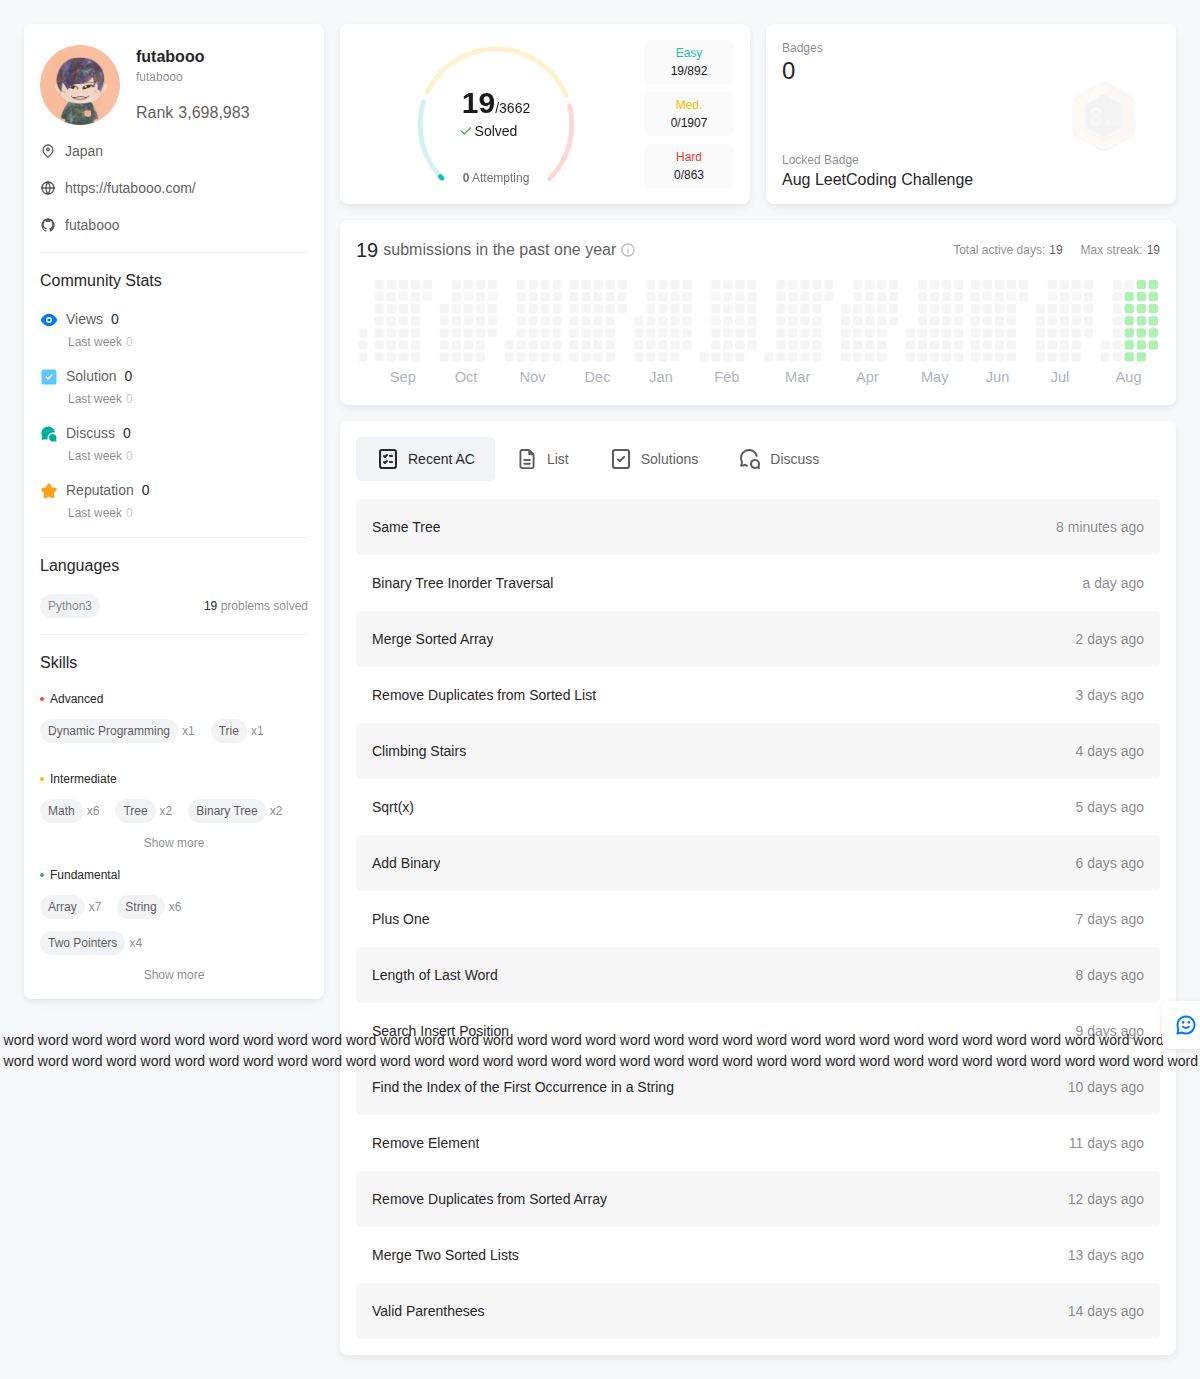 futabooo
futabooo
Rank 3,698,983
Japan
https://futabooo.com/
futabooo
Community Stats
Views 0
Last week 0
Solution 0
Last week 0
Discuss 0
Last week 0
Reputation 0
Last week 0
Languages
Python3 19 problems solved
Skills
Advanced
Dynamic Programming x1 Trie x1
Intermediate
Math x6 Tree x2 Binary Tree x2
Show more
Fundamental
Array x7 String x6
Two Pointers x4
Show more
19/3662
Solved
0 Attempting
Easy
19/892
Med.
0/1907
Hard
0/863
Badges
0
Locked Badge
Aug LeetCoding Challenge
19 submissions in the past one year
Total active days: 19 Max streak: 19
Sep Oct Nov Dec Jan Feb Mar Apr May Jun Jul Aug
Recent AC List Solutions Discuss
Same Tree 8 minutes ago
Binary Tree Inorder Traversal a day ago
Merge Sorted Array 2 days ago
Remove Duplicates from Sorted List 3 days ago
Climbing Stairs 4 days ago
Sqrt(x) 5 days ago
Add Binary 6 days ago
Plus One 7 days ago
Length of Last Word 8 days ago
Search Insert Position 9 days ago
word word word word word word word word word word word word word word word word word word word word word word word word word word word word word word word word word word
word word word word word word word word word word word word word word word word word word word word word word word word word word word word word word word word word word word
Find the Index of the First Occurrence in a String 10 days ago
Remove Element 11 days ago
Remove Duplicates from Sorted Array 12 days ago
Merge Two Sorted Lists 13 days ago
Valid Parentheses 14 days ago